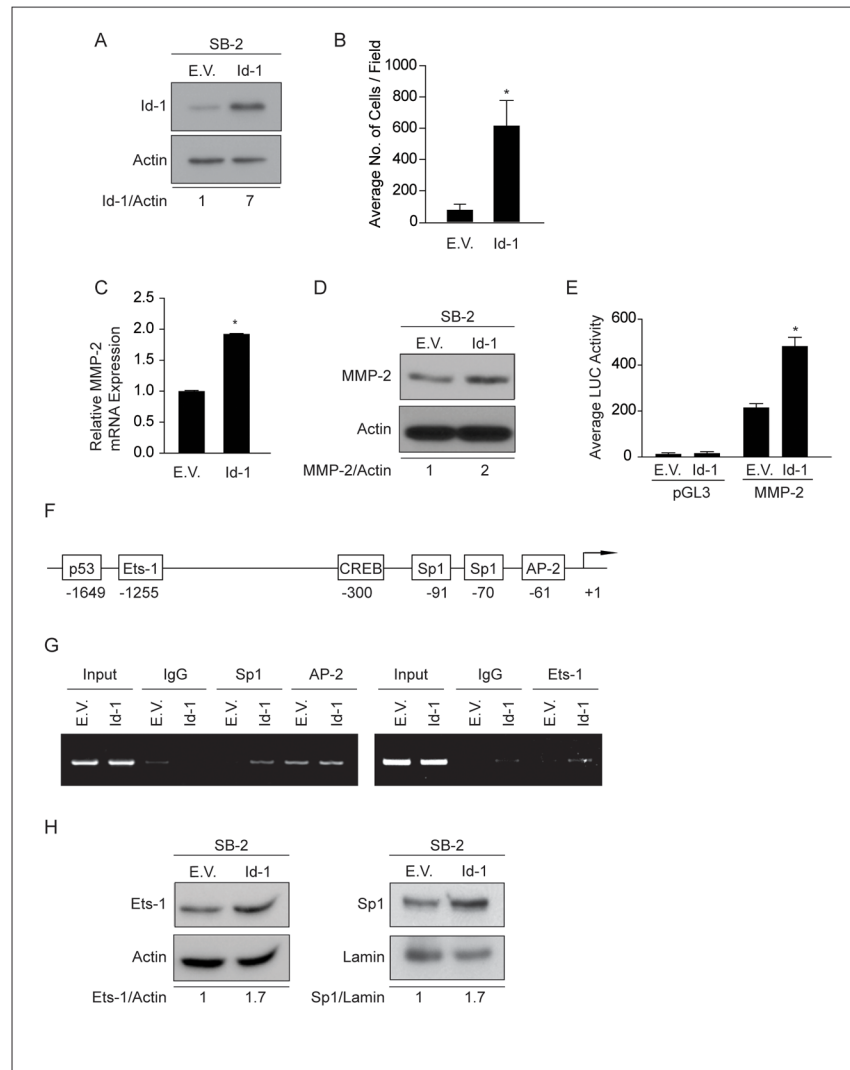 A
SB-2
E.V. Id-1
Id-1
Actin
Id-1/Actin 1 7
B
Average No. of Cells / Field
1000
800
600
400
200
0
*
E.V. Id-1
C
Relative MMP-2
mRNA Expression
2.5
2.0
1.5
1.0
0.5
0.0
*
E.V. Id-1
D
SB-2
E.V. Id-1
MMP-2
Actin
MMP-2/Actin 1 2
E
Average LUC Activity
600
400
200
0
*
E.V. Id-1 E.V. Id-1
pGL3 MMP-2
F
p53 Ets-1 CREB Sp1 Sp1 AP-2
-1649 -1255 -300 -91 -70 -61 +1
G
Input IgG Sp1 AP-2 Input IgG Ets-1
E.V. Id-1 E.V. Id-1 E.V. Id-1 E.V. Id-1 E.V. Id-1 E.V. Id-1 E.V. Id-1
H
SB-2
E.V. Id-1
Ets-1
Actin
Ets-1/Actin 1 1.7
SB-2
E.V. Id-1
Sp1
Lamin
Sp1/Lamin 1 1.7